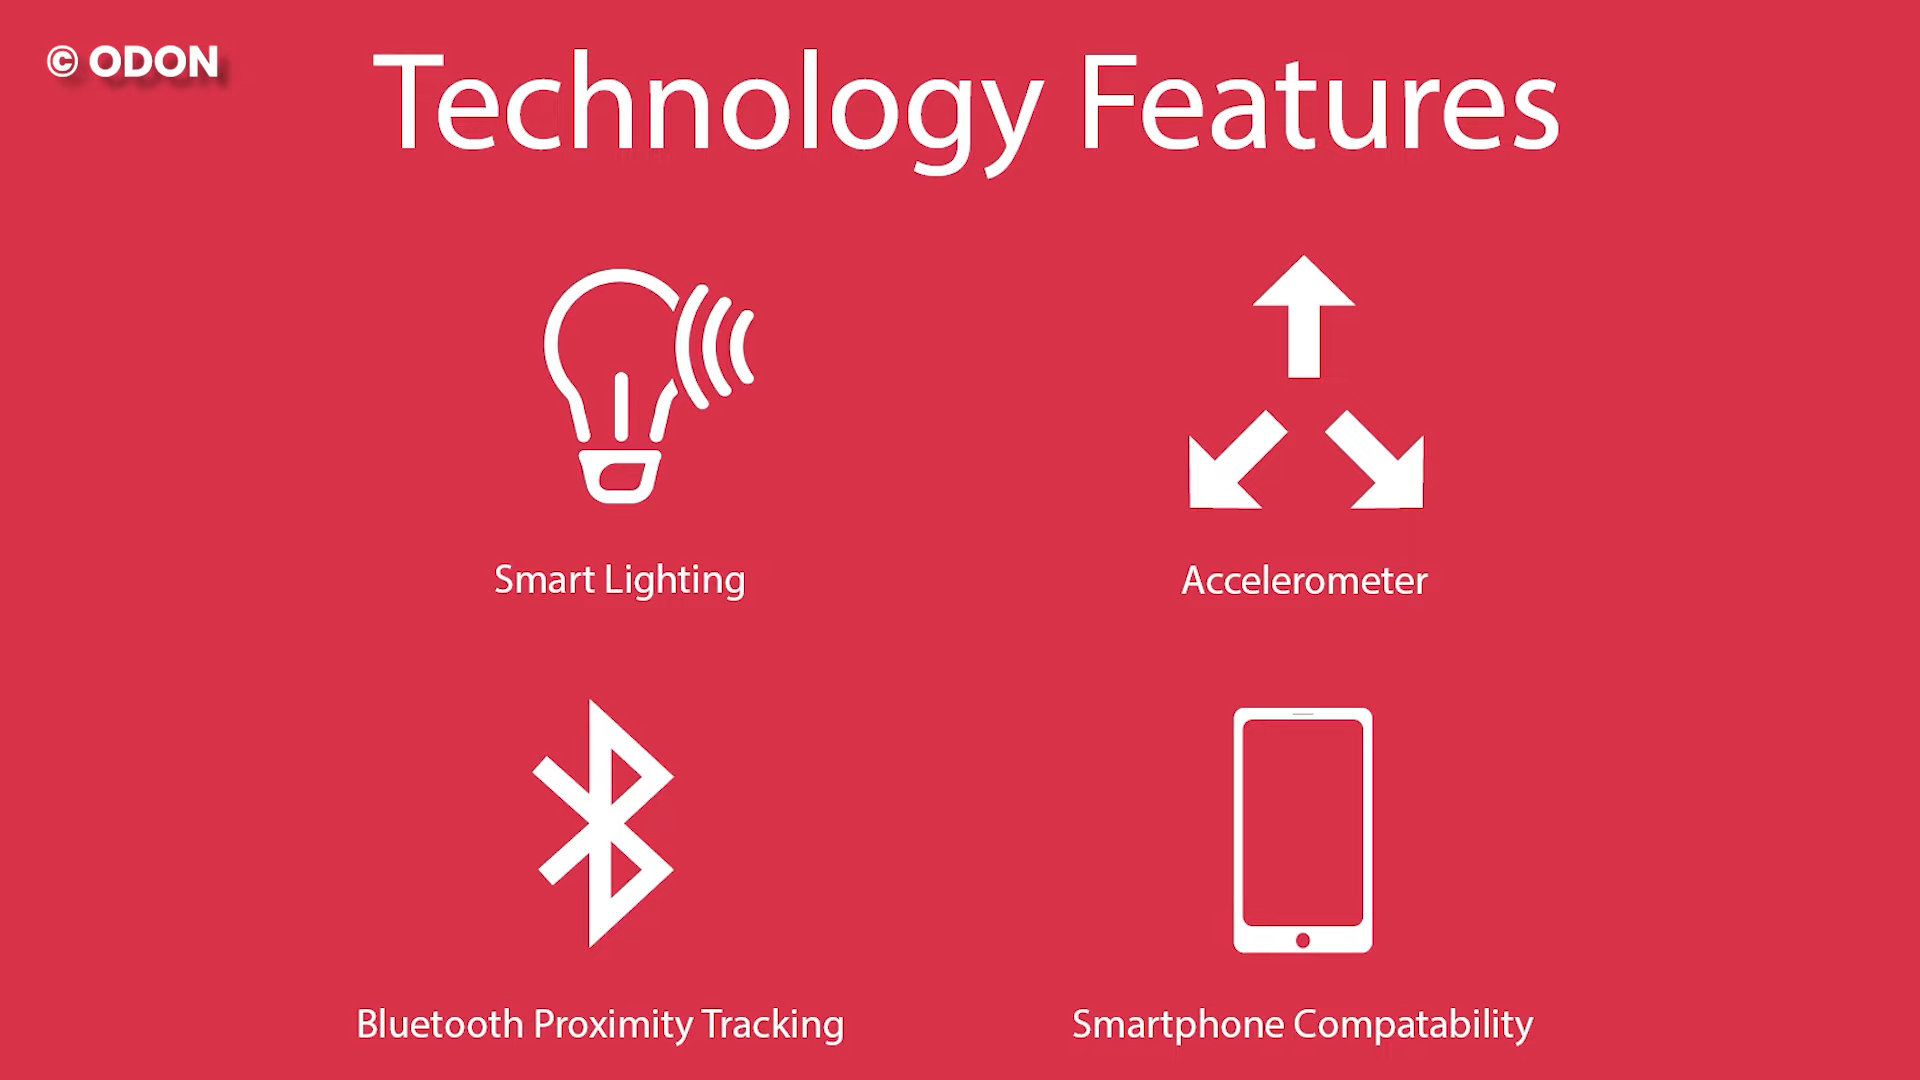 © ODON
Technology Features
Smart Lighting
Accelerometer
Bluetooth Proximity Tracking
Smartphone Compatability